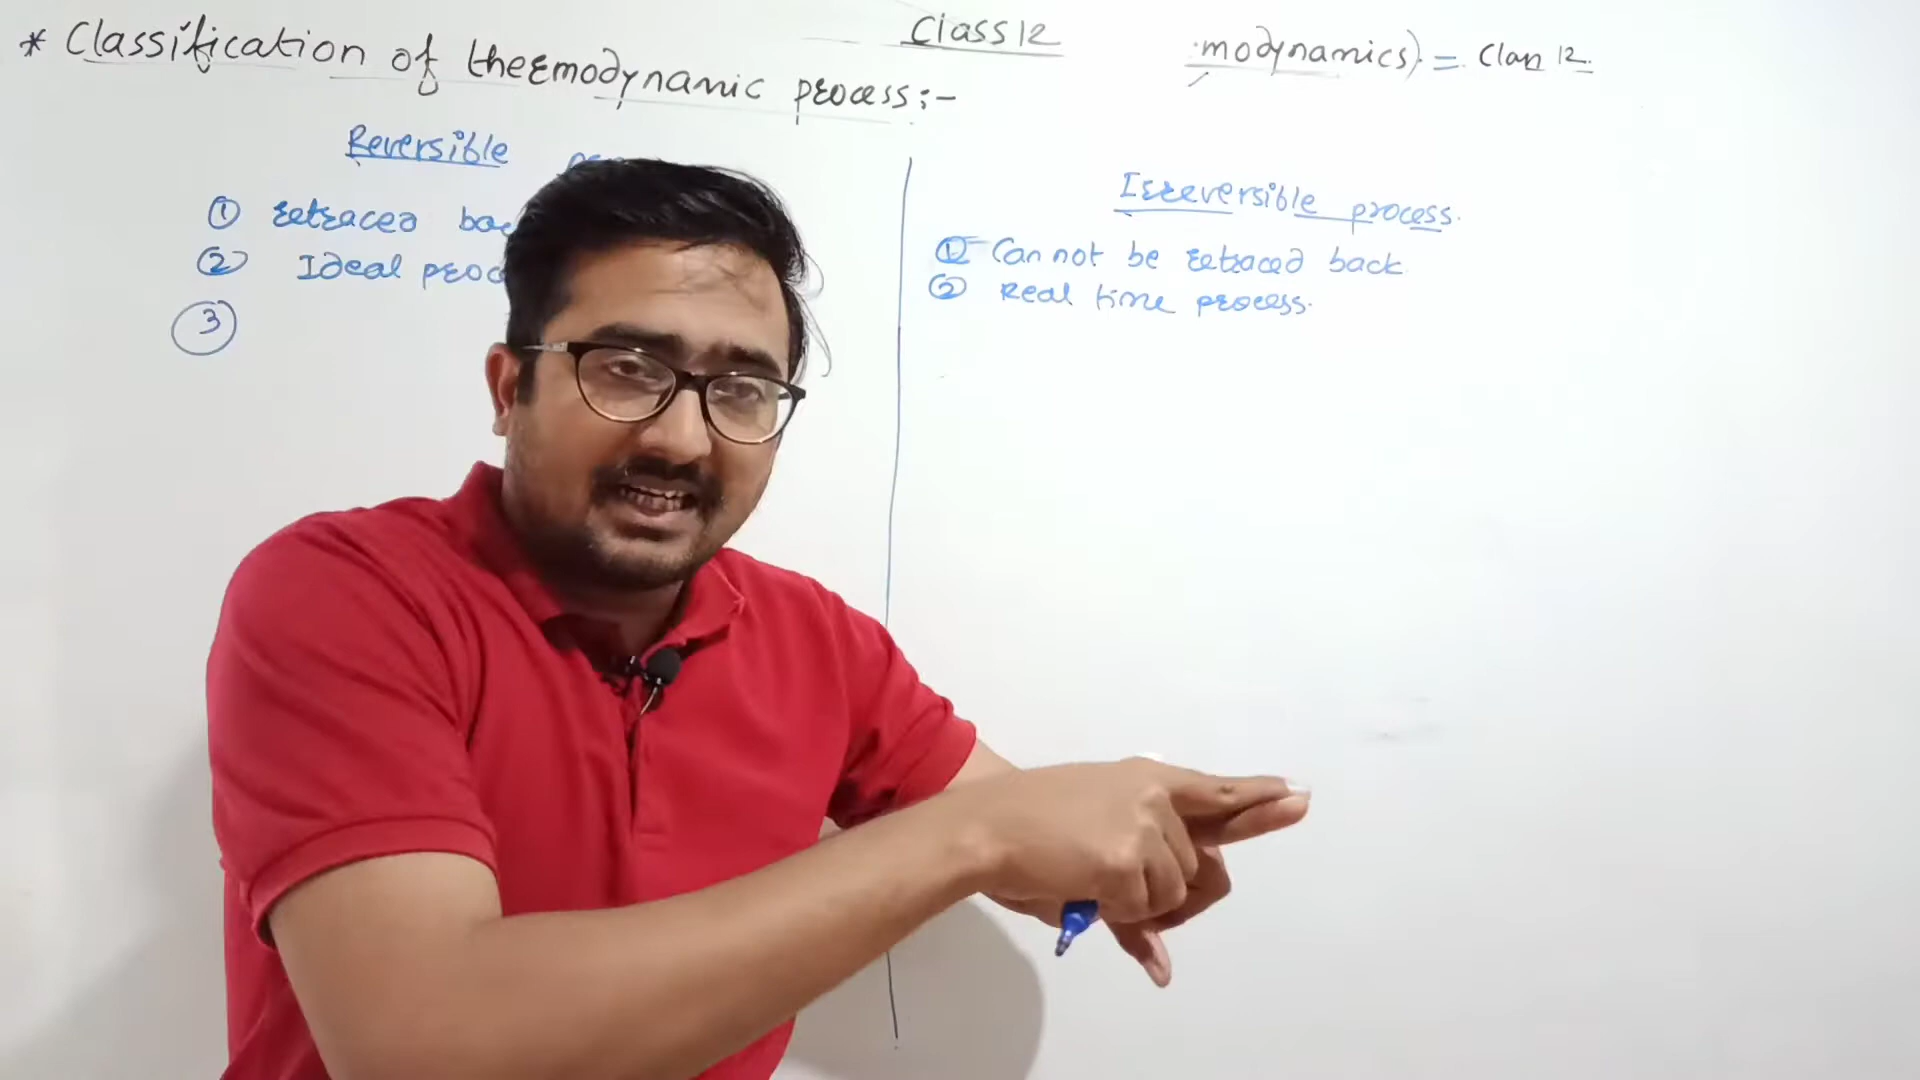 * Classification of thermodynamic process:-
Class 12
modynamics) = Class 12.
Reversible
① retraced
② Ideal
③
Irreversible process.
① Can not be retraced back
② Real time process.